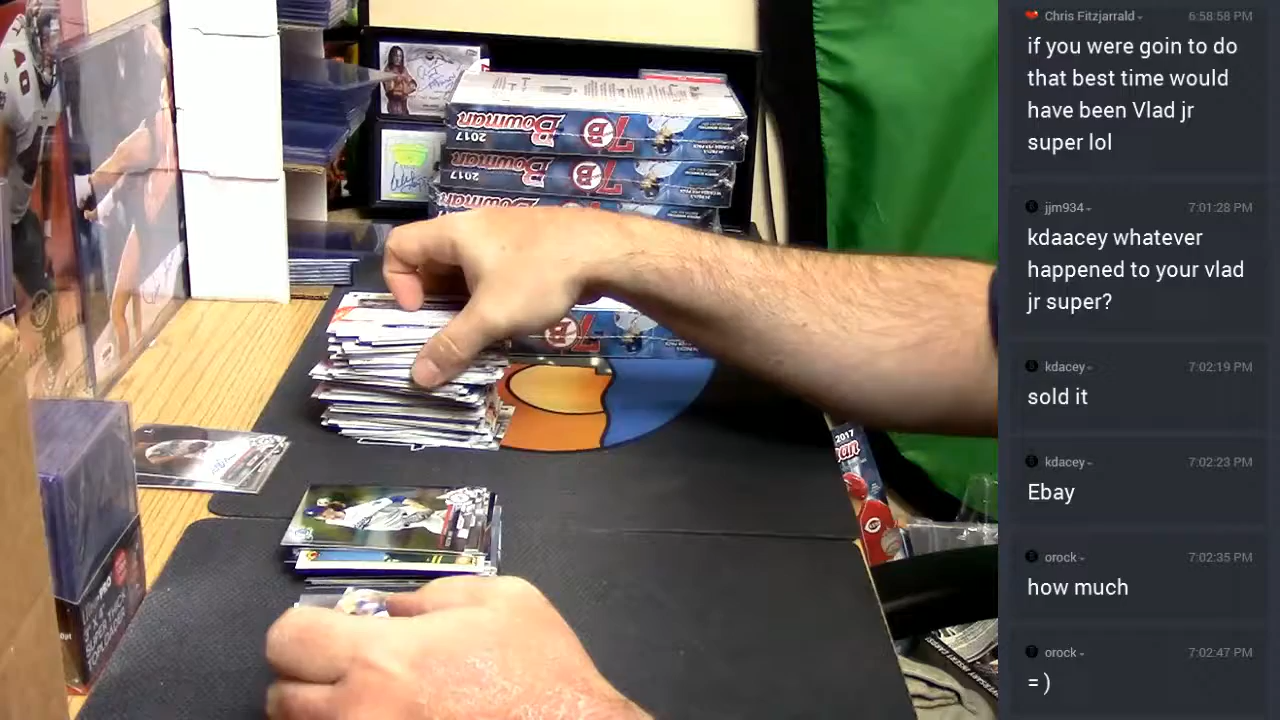 Chris Fitzjarrald 6:58:58 PM
if you were goin to do
that best time would
have been Vlad jr
super lol
jjm934 7:01:28 PM
kdaacey whatever
happened to your vlad
jr super?
kdacey 7:02:19 PM
sold it
kdacey 7:02:23 PM
Ebay
orock 7:02:35 PM
how much
orock 7:02:47 PM
= )
Bowman
2017
Bowman
2017
Bowman
2017
SUPER THICK
TOPLOADERS